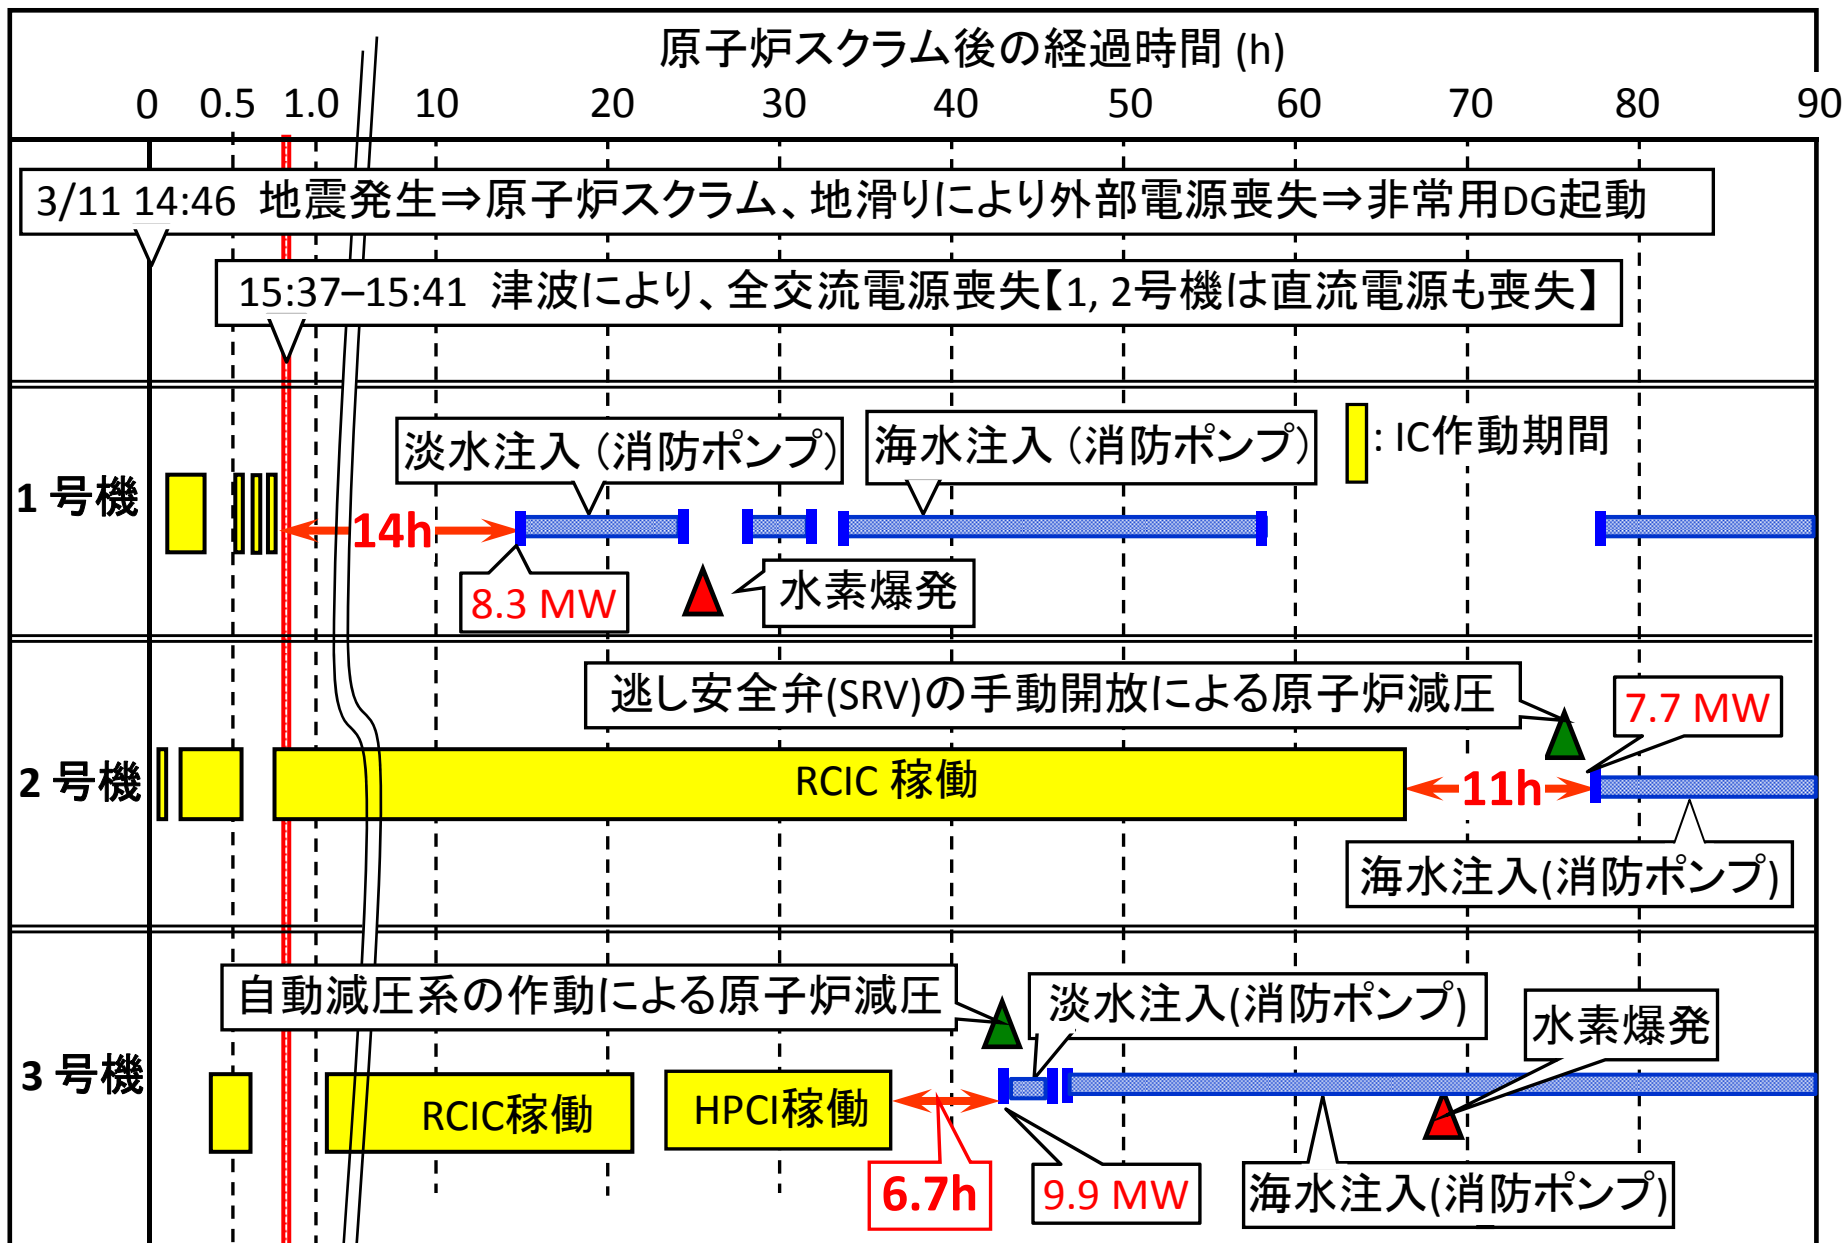 原子炉スクラム後の経過時間 (h)
0 0.5 1.0 10 20 30 40 50 60 70 80 90
3/11 14:46 地震発生⇒原子炉スクラム、地滑りにより外部電源喪失⇒非常用DG起動
15:37–15:41 津波により、全交流電源喪失【1, 2号機は直流電源も喪失】
1 号機
淡水注入(消防ポンプ)
海水注入(消防ポンプ)
: IC作動期間
14h
8.3 MW
水素爆発
2 号機
逃し安全弁(SRV)の手動開放による原子炉減圧
7.7 MW
RCIC 稼働
11h
海水注入(消防ポンプ)
3 号機
自動減圧系の作動による原子炉減圧
淡水注入(消防ポンプ)
水素爆発
RCIC稼働
HPCI稼働
6.7h
9.9 MW
海水注入(消防ポンプ)